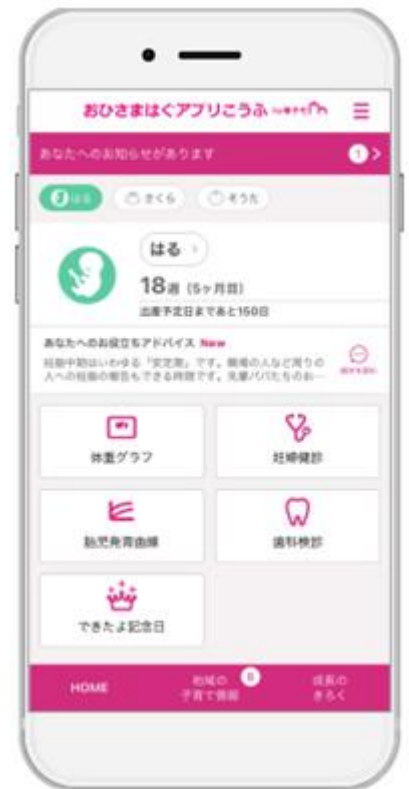 おひさまはぐアプリこうふ
あなたへのお知らせがあります
1
はる
さくら
そうた
はる
18週 (5ヶ月目)
出産予定日まであと150日
あなたへのお役立ちアドバイス New
妊娠中期はいわゆる「安定期」です。職場の人など周りの
人への妊娠の報告もできる時期です。先輩パパたちのお…
続きを読む
体重グラフ
妊婦健診
胎児発育曲線
歯科検診
できたよ記念日
HOME
地域の
子育て情報
8
成長の
きろく